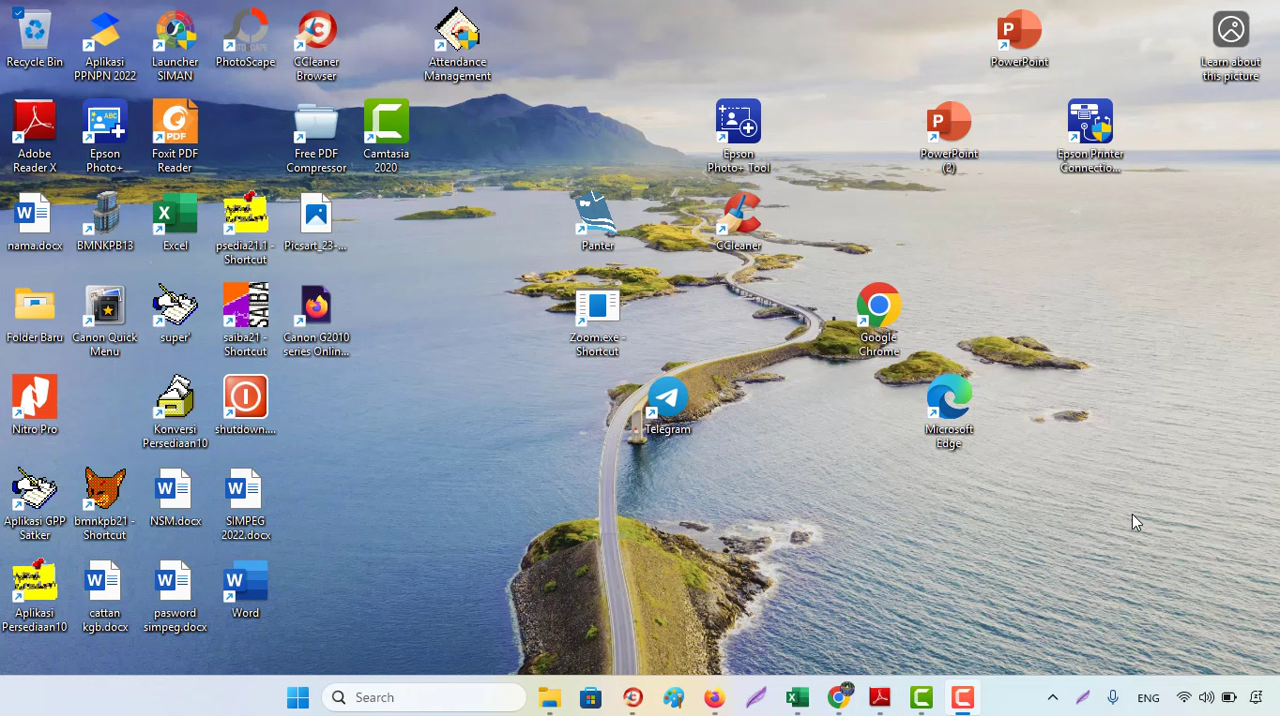 Recycle Bin
Aplikasi
PPNPN 2022
Launcher
SIMAN
PhotoScape
CCleaner
Browser
Attendance
Management
PowerPoint
Learn about
this picture
Adobe
Reader X
Epson
Photo+
Foxit PDF
Reader
Free PDF
Compressor
Camtasia
2020
Epson
Photo+ Tool
PowerPoint
(2)
Epson Printer
Connectio...
nama.docx
BMNKPB13
Excel
psedia21.1 -
Shortcut
Picsart_23-...
Panter
CCleaner
Folder Baru
Canon Quick
Menu
super'
saiba21 -
Shortcut
Canon G2010
series Onlin...
Zoom.exe -
Shortcut
Google
Chrome
Nitro Pro
Konversi
Persediaan10
shutdown....
Telegram
Microsoft
Edge
Aplikasi GPP
Satker
bmnkpb21 -
Shortcut
NSM.docx
SIMPEG
2022.docx
Aplikasi
Persediaan10
cattan
kgb.docx
pasword
simpeg.docx
Word
Search
ENG